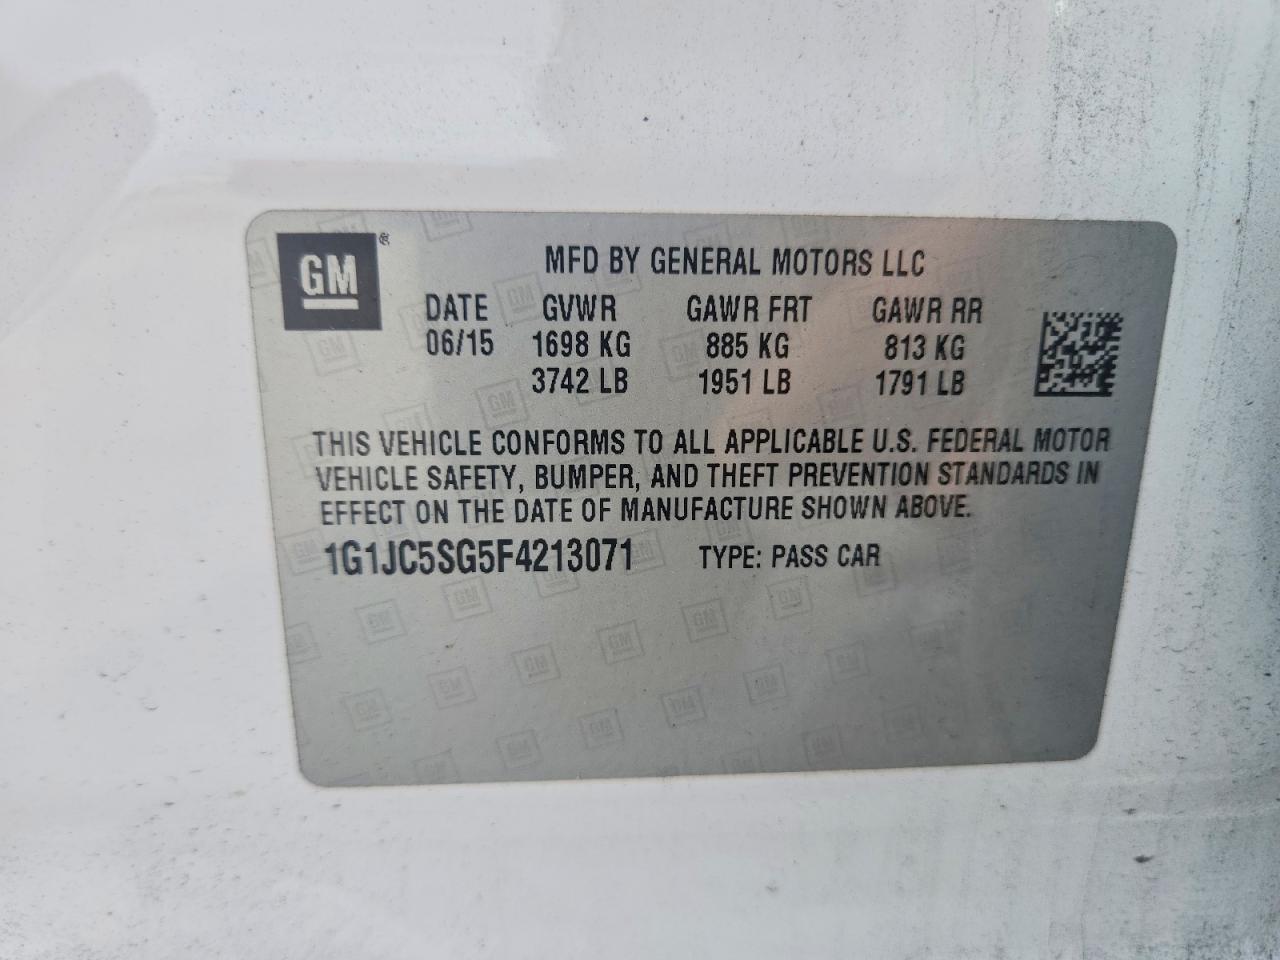 GM ®
MFD BY GENERAL MOTORS LLC
DATE GVWR GAWR FRT GAWR RR
06/15 1698 KG 885 KG 813 KG
3742 LB 1951 LB 1791 LB
THIS VEHICLE CONFORMS TO ALL APPLICABLE U.S. FEDERAL MOTOR
VEHICLE SAFETY, BUMPER, AND THEFT PREVENTION STANDARDS IN
EFFECT ON THE DATE OF MANUFACTURE SHOWN ABOVE.
1G1JC5SG5F4213071 TYPE: PASS CAR